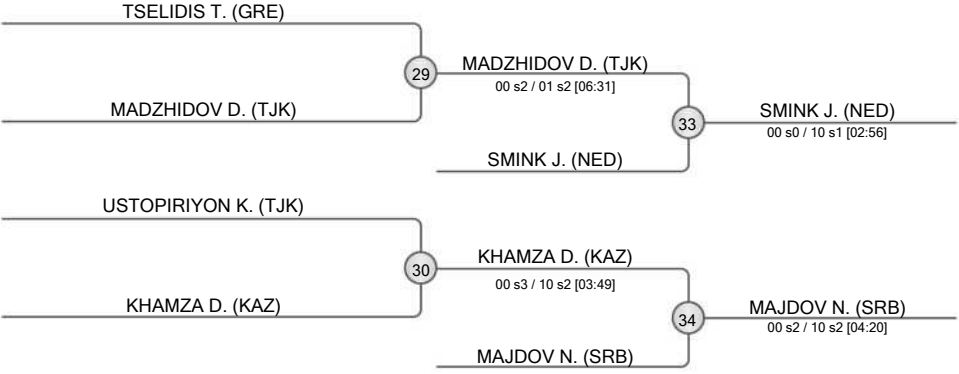 TSELIDIS T. (GRE)
29
MADZHIDOV D. (TJK)
00 s2 / 01 s2 [06:31]
MADZHIDOV D. (TJK)
33
SMINK J. (NED)
00 s0 / 10 s1 [02:56]
SMINK J. (NED)
USTOPIRIYON K. (TJK)
30
KHAMZA D. (KAZ)
00 s3 / 10 s2 [03:49]
KHAMZA D. (KAZ)
34
MAJDOV N. (SRB)
00 s2 / 10 s2 [04:20]
MAJDOV N. (SRB)